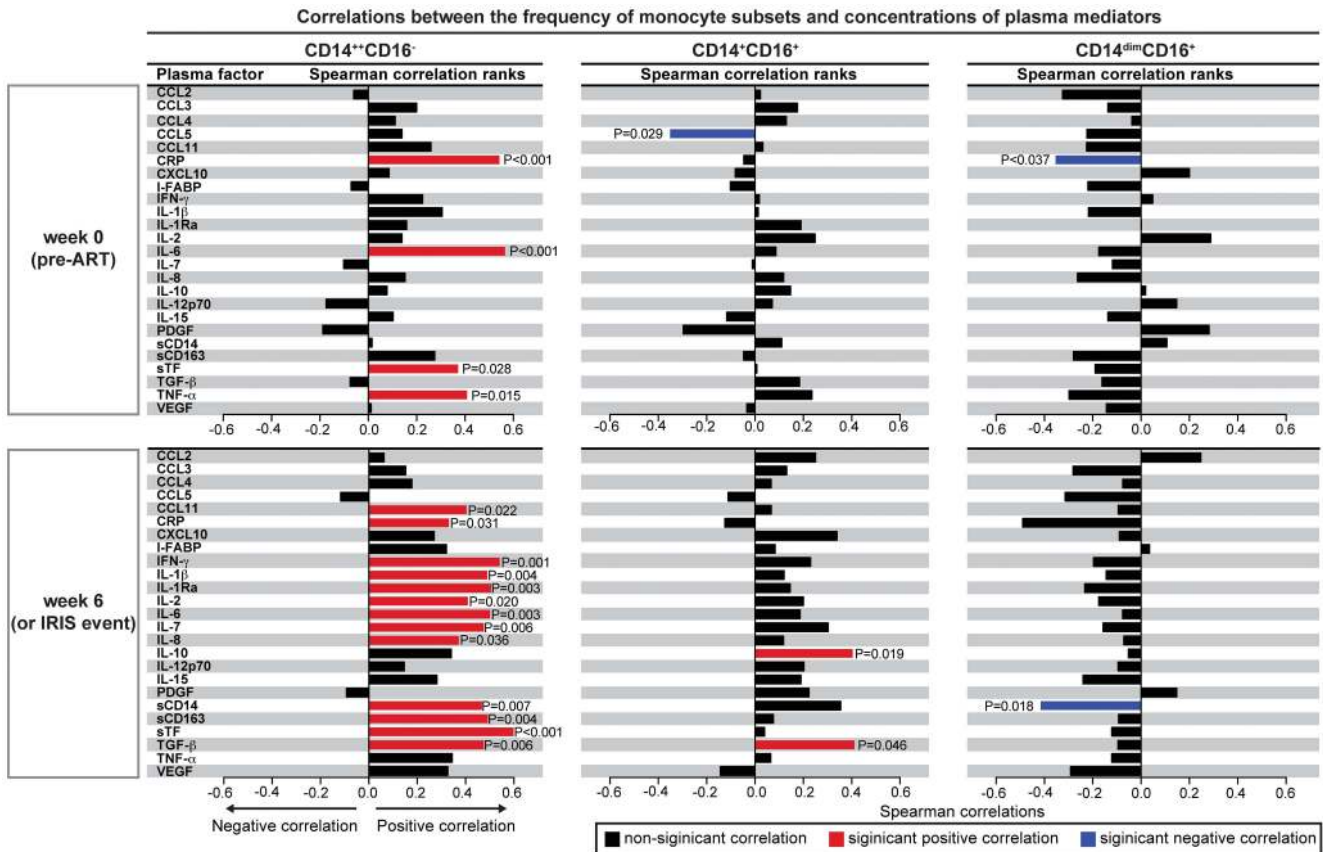 Correlations between the frequency of monocyte subsets and concentrations of plasma mediators
CD14++CD16- CD14+CD16+ CD14dimCD16+
Plasma factor Spearman correlation ranks Spearman correlation ranks Spearman correlation ranks
week 0
(pre-ART)
CCL2
CCL3
CCL4
CCL5 P=0.029
CCL11
CRP P<0.001 P<0.037
CXCL10
I-FABP
IFN-γ
IL-1β
IL-1Ra
IL-2
IL-6 P<0.001
IL-7
IL-8
IL-10
IL-12p70
IL-15
PDGF
sCD14
sCD163
sTF P=0.028
TGF-β
TNF-α P=0.015
VEGF
-0.6 -0.4 -0.2 0.0 0.2 0.4 0.6 -0.6 -0.4 -0.2 0.0 0.2 0.4 0.6 -0.6 -0.4 -0.2 0.0 0.2 0.4 0.6
week 6
(or IRIS event)
CCL2
CCL3
CCL4
CCL5
CCL11 P=0.022
CRP P=0.031
CXCL10
I-FABP
IFN-γ P=0.001
IL-1β P=0.004
IL-1Ra P=0.003
IL-2 P=0.020
IL-6 P=0.003
IL-7 P=0.006
IL-8 P=0.036
IL-10 P=0.019
IL-12p70
IL-15
PDGF
sCD14 P=0.007 P=0.018
sCD163 P=0.004
sTF P<0.001
TGF-β P=0.006 P=0.046
TNF-α
VEGF
-0.6 -0.4 -0.2 0.0 0.2 0.4 0.6 -0.6 -0.4 -0.2 0.0 0.2 0.4 0.6 -0.6 -0.4 -0.2 0.0 0.2 0.4 0.6
Negative correlation Positive correlation Spearman correlations
non-siginicant correlation siginicant positive correlation siginicant negative correlation